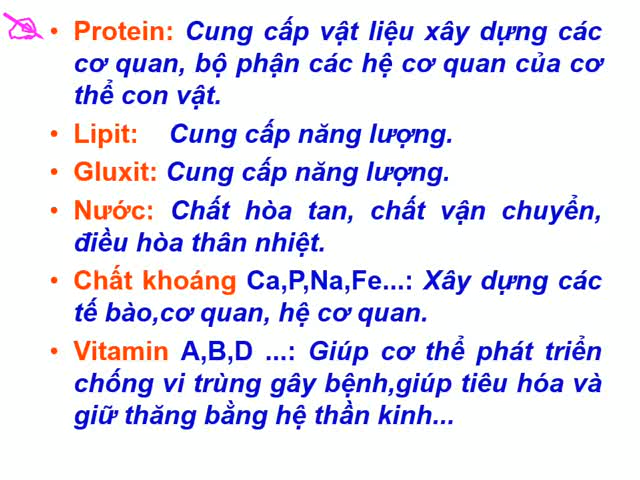 • Protein: Cung cấp vật liệu xây dựng các
cơ quan, bộ phận các hệ cơ quan của cơ
thể con vật.
• Lipit: Cung cấp năng lượng.
• Gluxit: Cung cấp năng lượng.
• Nước: Chất hòa tan, chất vận chuyển,
điều hòa thân nhiệt.
• Chất khoáng Ca,P,Na,Fe...: Xây dựng các
tế bào,cơ quan, hệ cơ quan.
• Vitamin A,B,D ...: Giúp cơ thể phát triển
chống vi trùng gây bệnh,giúp tiêu hóa và
giữ thăng bằng hệ thần kinh...